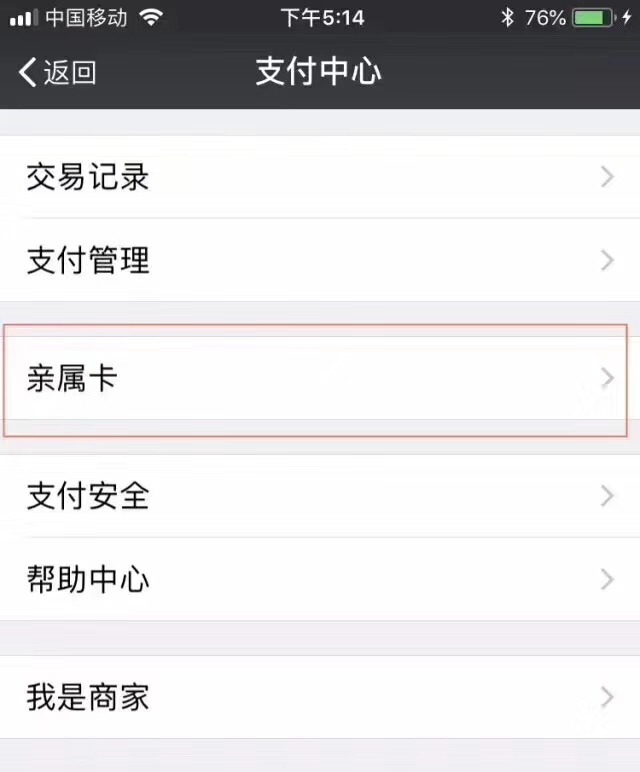 中国移动 下午5:14 76%
返回 支付中心
交易记录
支付管理
亲属卡
支付安全
帮助中心
我是商家